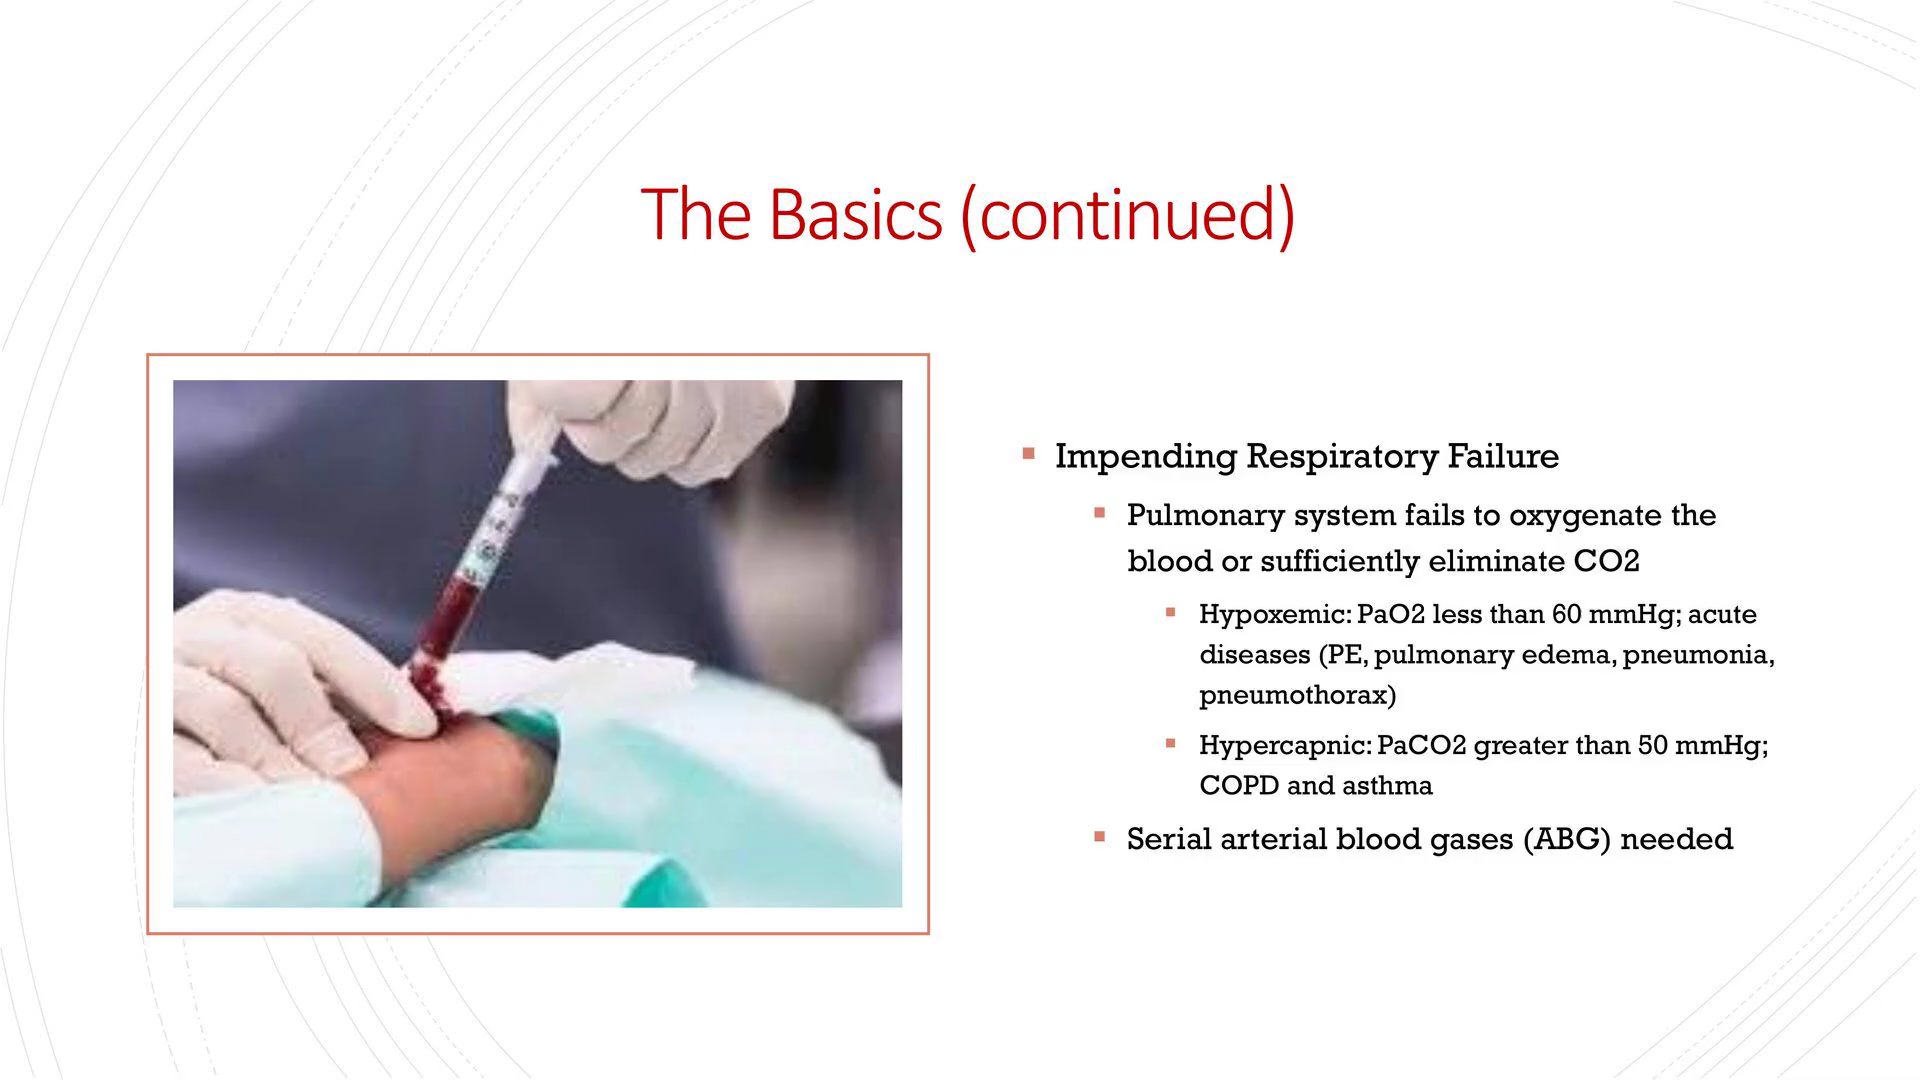 The Basics (continued)
Impending Respiratory Failure
Pulmonary system fails to oxygenate the
blood or sufficiently eliminate CO2
Hypoxemic: PaO2 less than 60 mmHg; acute
diseases (PE, pulmonary edema, pneumonia,
pneumothorax)
Hypercapnic: PaCO2 greater than 50 mmHg;
COPD and asthma
Serial arterial blood gases (ABG) needed